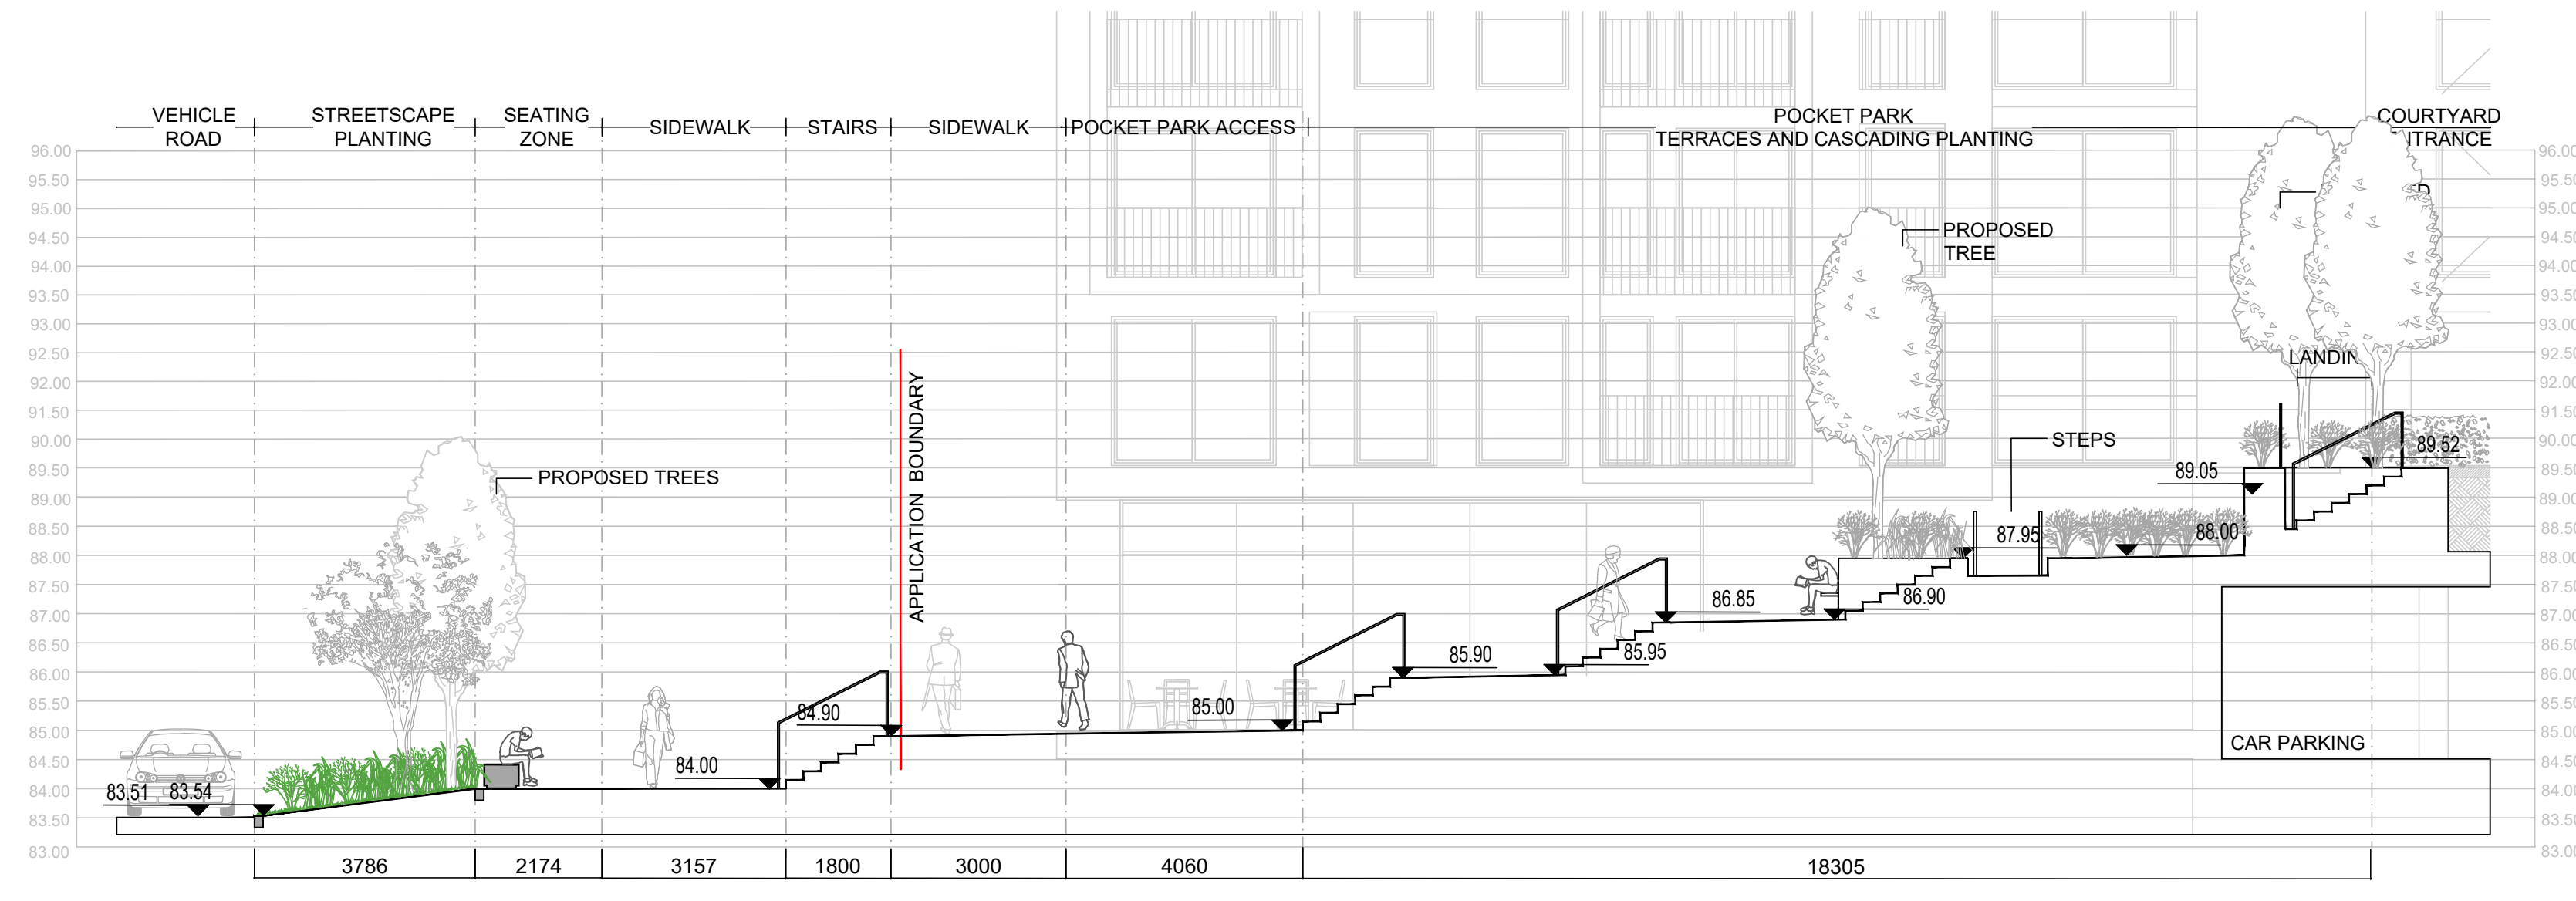 VEHICLE
ROAD
STREETSCAPE
PLANTING
SEATING
ZONE
SIDEWALK
STAIRS
SIDEWALK
POCKET PARK ACCESS
POCKET PARK
TERRACES AND CASCADING PLANTING
COURTYARD
96.00
95.50
95.00
94.50
94.00
93.50
93.00
92.50
92.00
91.50
91.00
90.50
90.00
89.50
89.00
88.50
88.00
87.50
87.00
86.50
86.00
85.50
85.00
84.50
84.00
83.50
83.00
PROPOSED
TREE
PROPOSED TREES
APPLICATION BOUNDARY
STEPS
89.52
89.05
88.00
87.95
86.90
86.85
85.95
85.90
85.00
84.90
84.00
83.54
83.51
CAR PARKING
3786
2174
3157
1800
3000
4060
18305